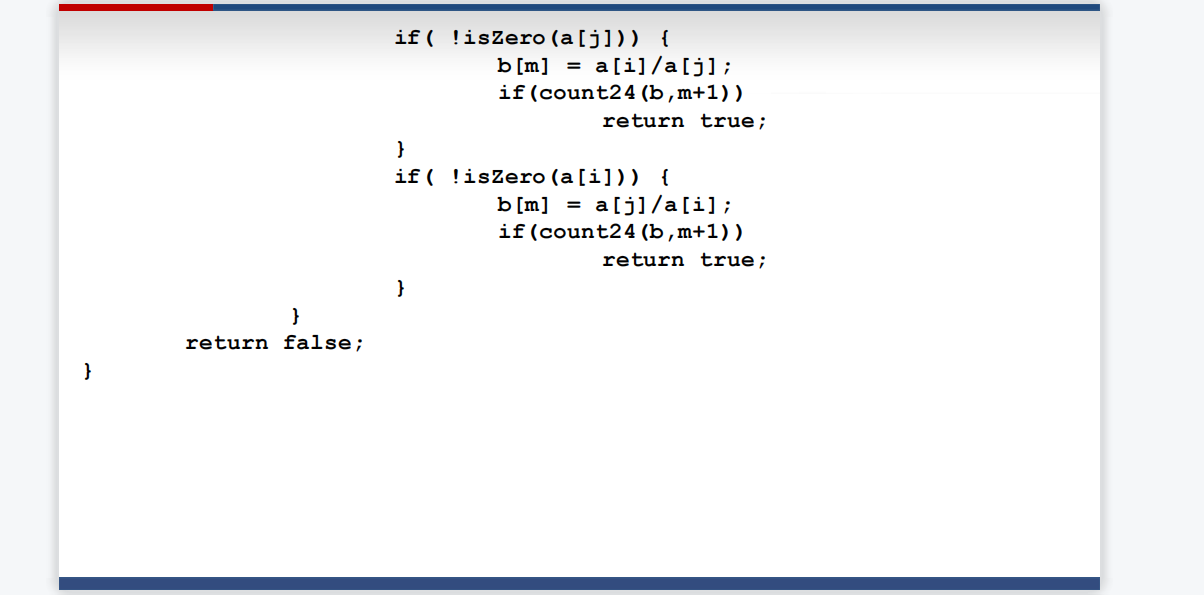 if( !isZero(a[j])) {
b[m] = a[i]/a[j];
if(count24(b,m+1))
return true;
}
if( !isZero(a[i])) {
b[m] = a[j]/a[i];
if(count24(b,m+1))
return true;
}
}
return false;
}